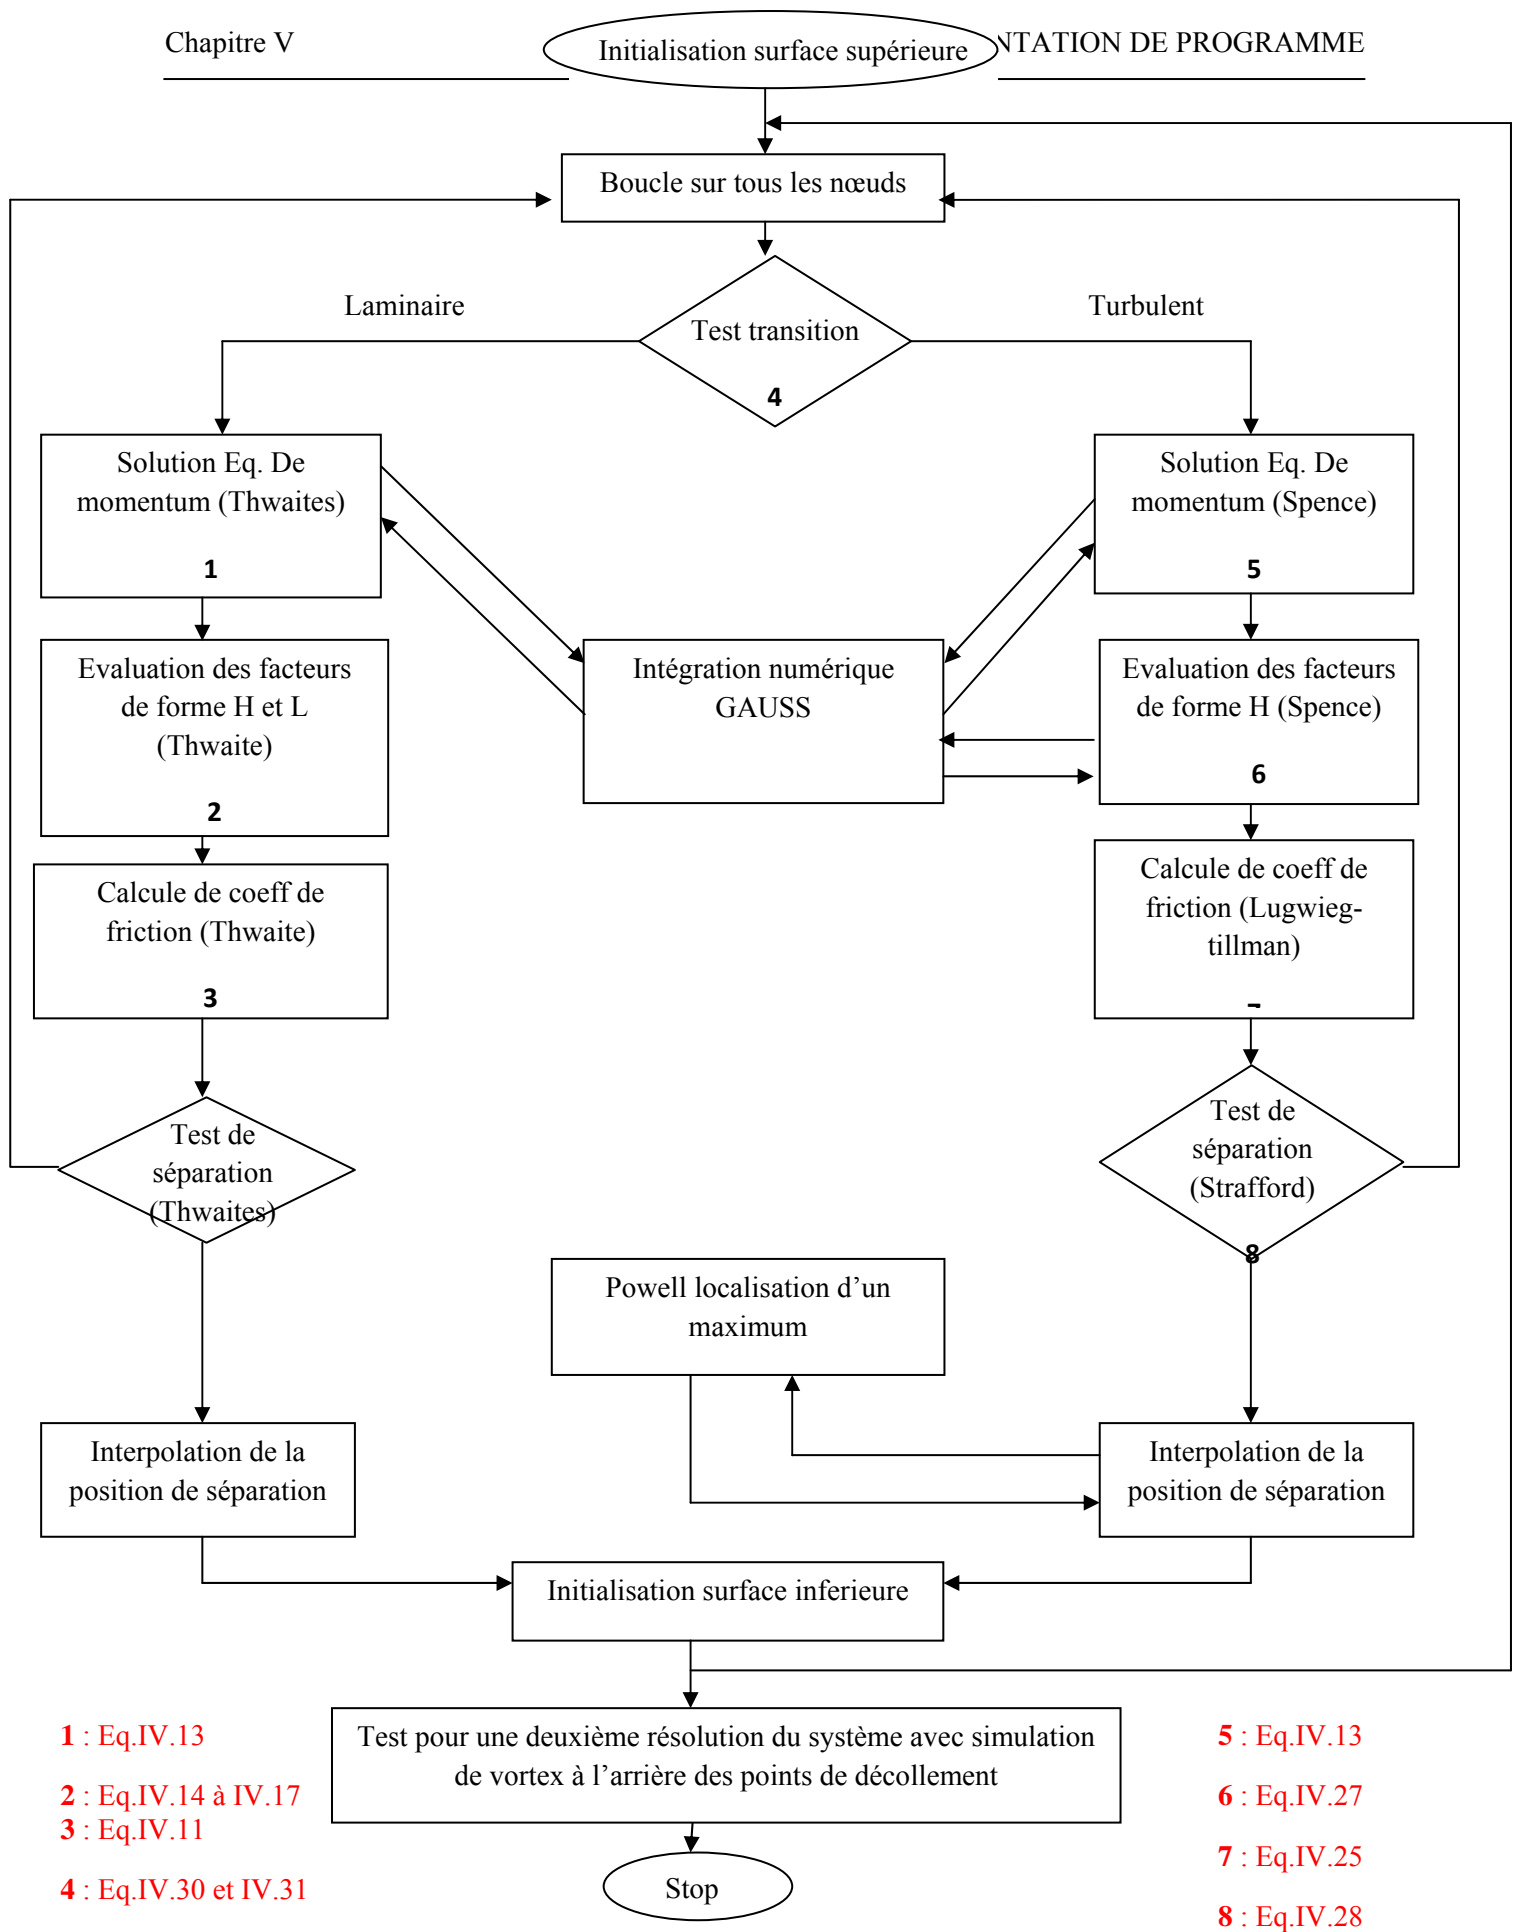 Chapitre V
NTATION DE PROGRAMME
Initialisation surface supérieure
Boucle sur tous les nœuds
Laminaire
Turbulent
Test transition
4
Solution Eq. De
momentum (Thwaites)
1
Solution Eq. De
momentum (Spence)
5
Evaluation des facteurs
de forme H et L
(Thwaite)
2
Intégration numérique
GAUSS
Evaluation des facteurs
de forme H (Spence)
6
Calcule de coeff de
friction (Thwaite)
3
Calcule de coeff de
friction (Lugwieg-
tillman)
Test de
séparation
(Thwaites)
Test de
séparation
(Strafford)
8
Powell localisation d’un
maximum
Interpolation de la
position de séparation
Interpolation de la
position de séparation
Initialisation surface inferieure
Test pour une deuxième résolution du système avec simulation
de vortex à l’arrière des points de décollement
Stop
1 : Eq.IV.13
2 : Eq.IV.14 à IV.17
3 : Eq.IV.11
4 : Eq.IV.30 et IV.31
5 : Eq.IV.13
6 : Eq.IV.27
7 : Eq.IV.25
8 : Eq.IV.28